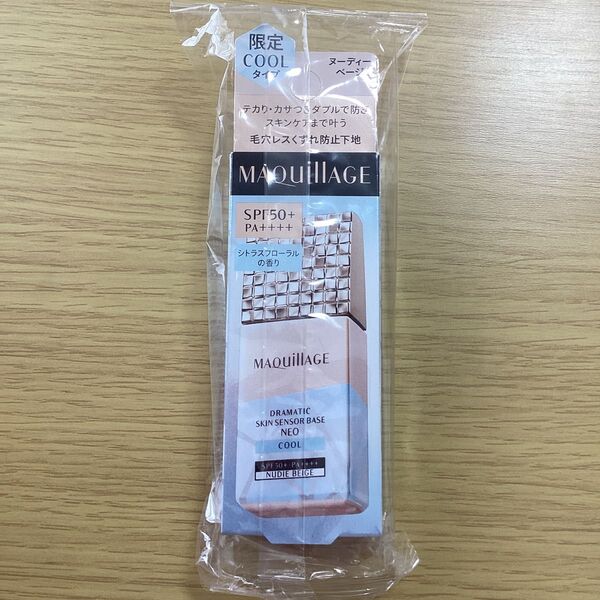 限定
COOL
タイプ
ヌーディー
ベージュ
テカリ・カサつきダブルで防ぎ
スキンケアまで叶う
毛穴レスくずれ防止下地
MAQuillAGE
SPF50+
PA++++
シトラスフローラル
の香り
MAQuillAGE
DRAMATIC
SKIN SENSOR BASE
NEO
COOL
SPF50+ PA++++
NUDIE BEIGE